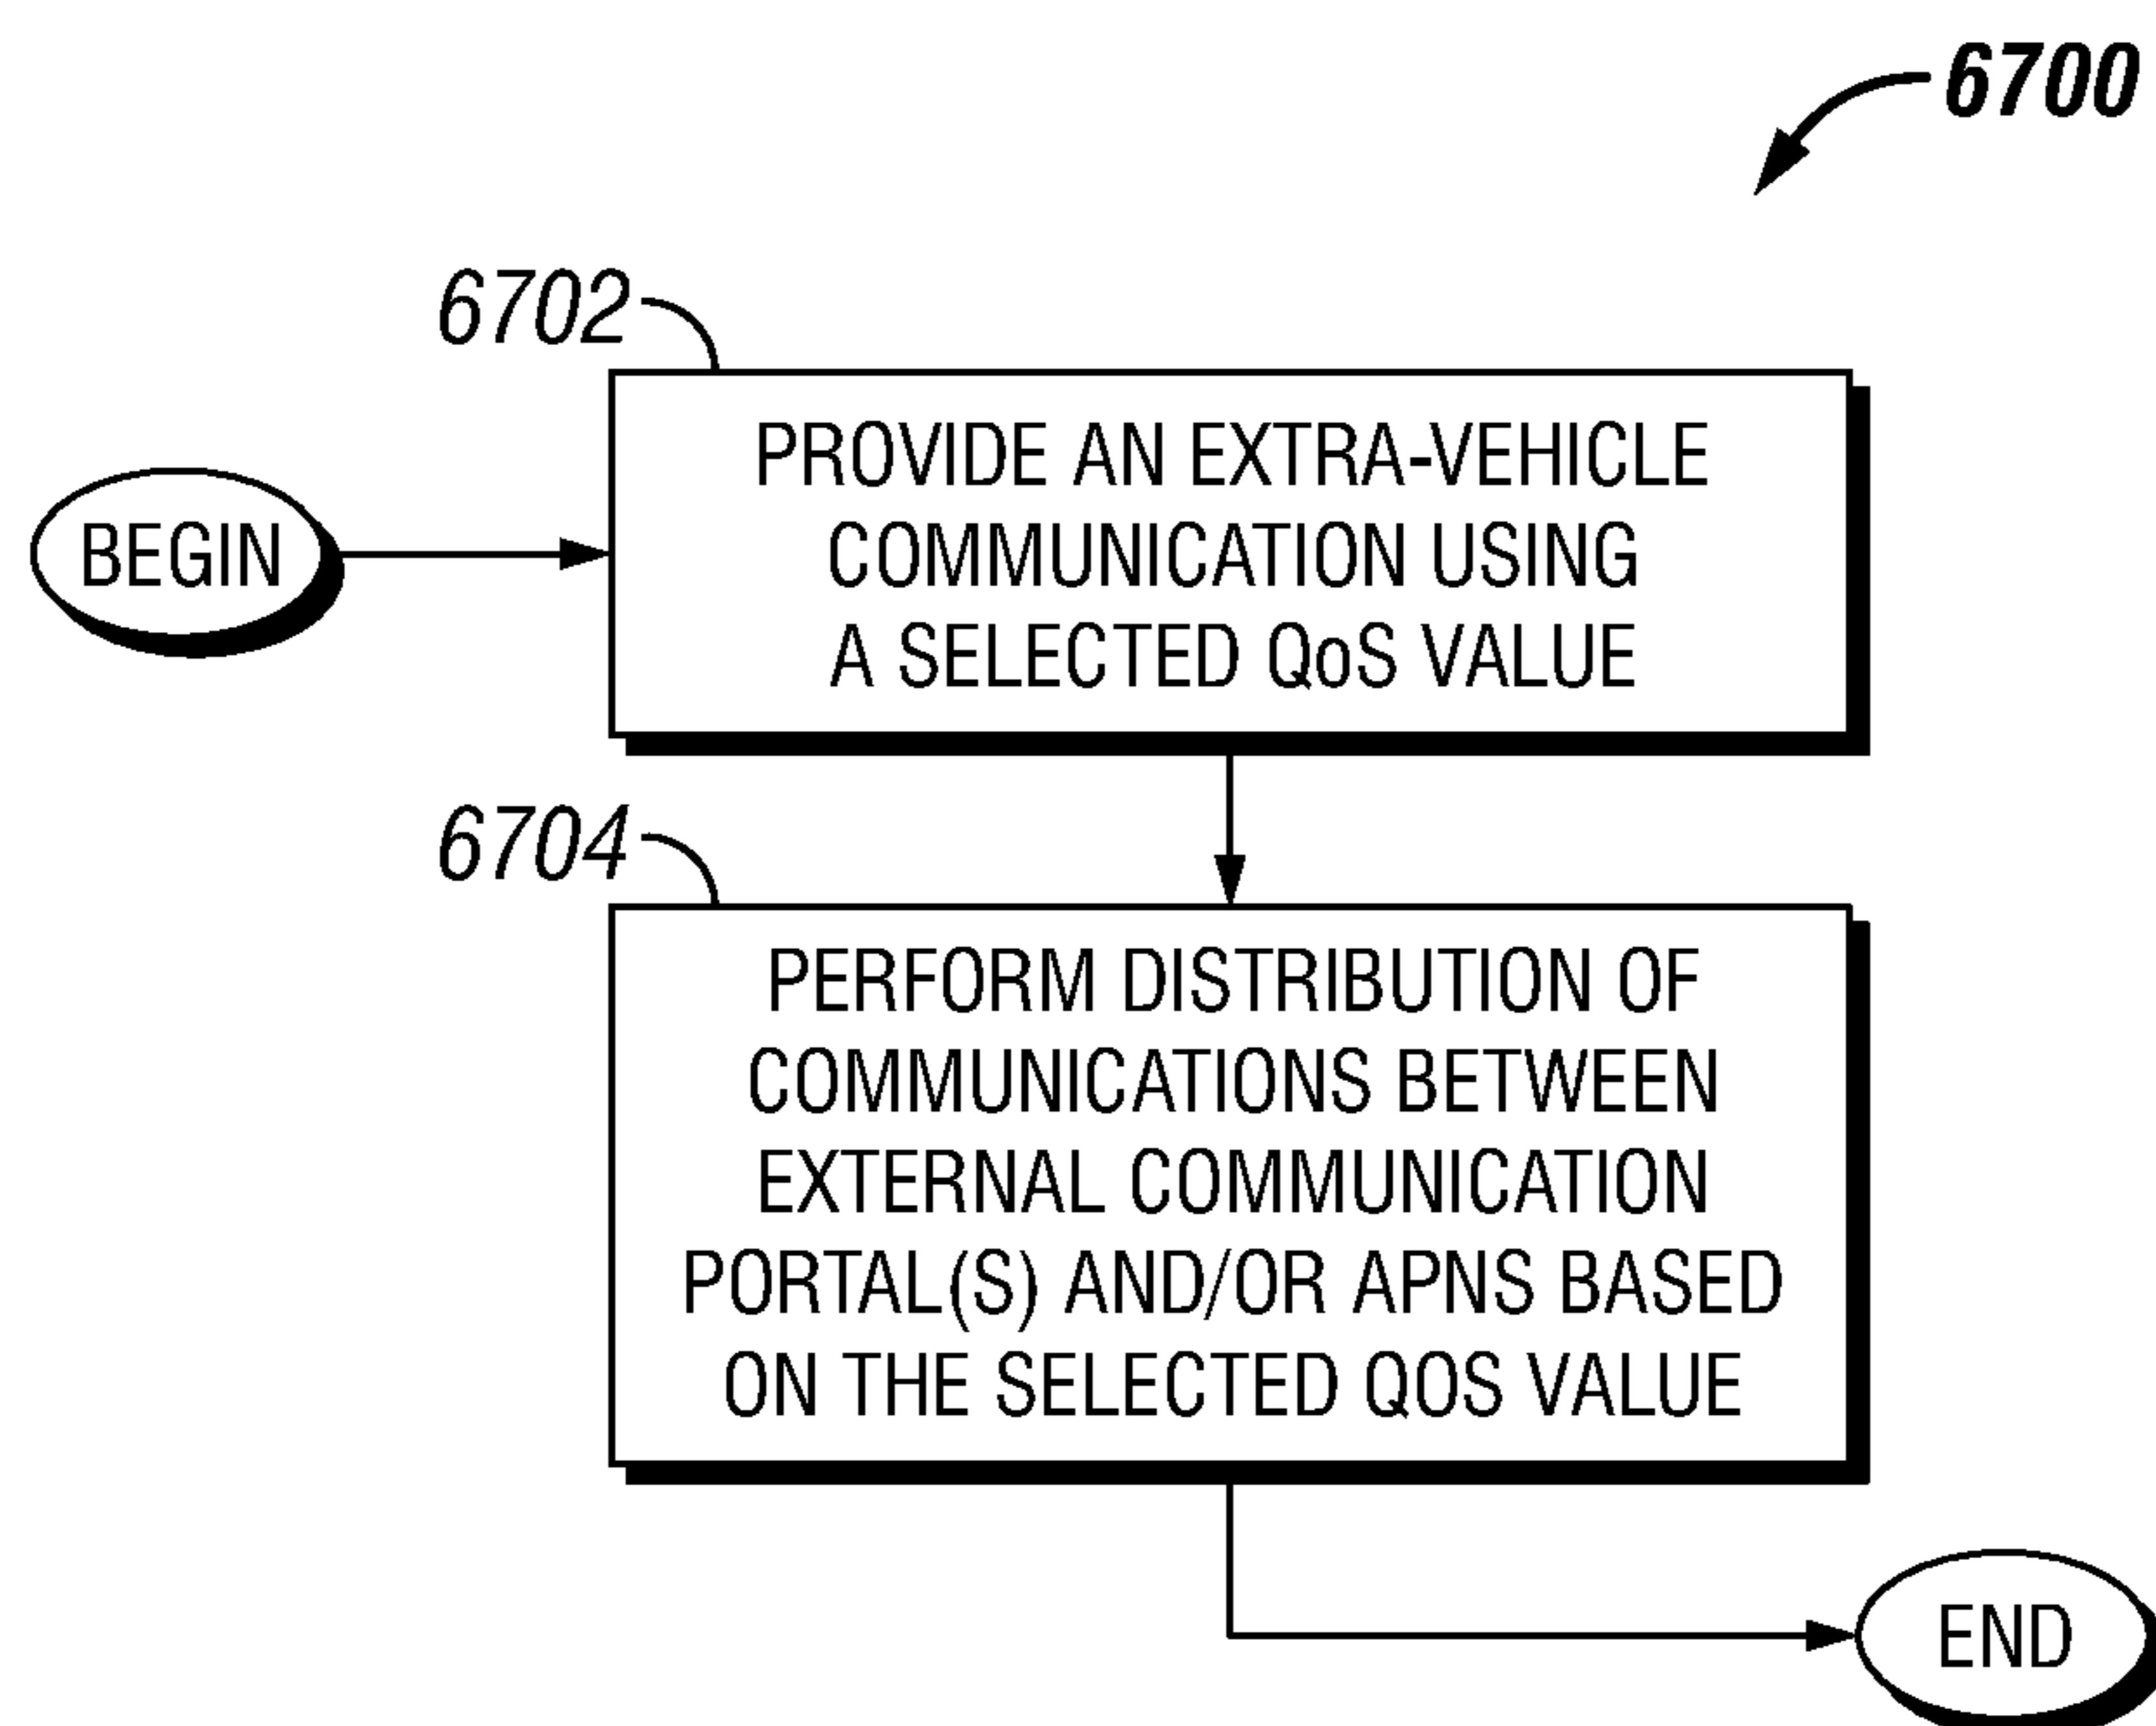 6700
6702
PROVIDE AN EXTRA-VEHICLE
COMMUNICATION USING
A SELECTED QoS VALUE
BEGIN
6704
PERFORM DISTRIBUTION OF
COMMUNICATIONS BETWEEN
EXTERNAL COMMUNICATION
PORTAL(S) AND/OR APNS BASED
ON THE SELECTED QOS VALUE
END